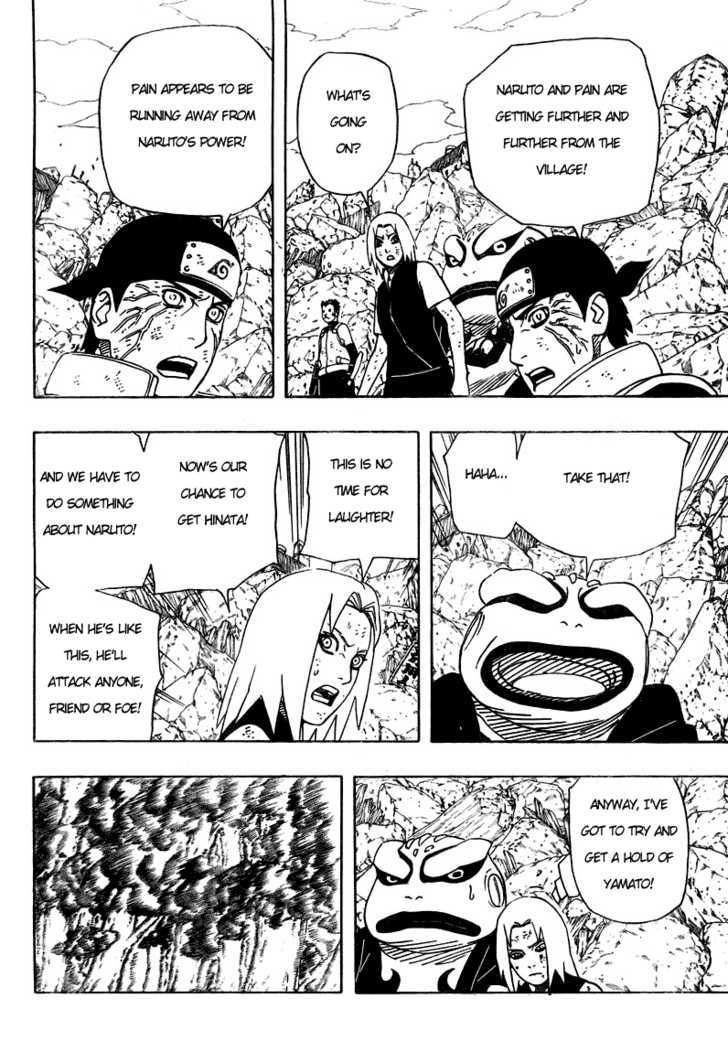 NARUTO AND PAIN ARE
GETTING FURTHER AND
FURTHER FROM THE
VILLAGE!
WHAT'S
GOING
ON?
PAIN APPEARS TO BE
RUNNING AWAY FROM
NARUTO'S POWER!
TAKE THAT!
HAHA...
THIS IS NO
TIME FOR
LAUGHTER!
NOW'S OUR
CHANCE TO
GET HINATA!
AND WE HAVE TO
DO SOMETHING
ABOUT NARUTO!
WHEN HE'S LIKE
THIS, HE'LL
ATTACK ANYONE,
FRIEND OR FOE!
ANYWAY, I'VE
GOT TO TRY AND
GET A HOLD OF
YAMATO!